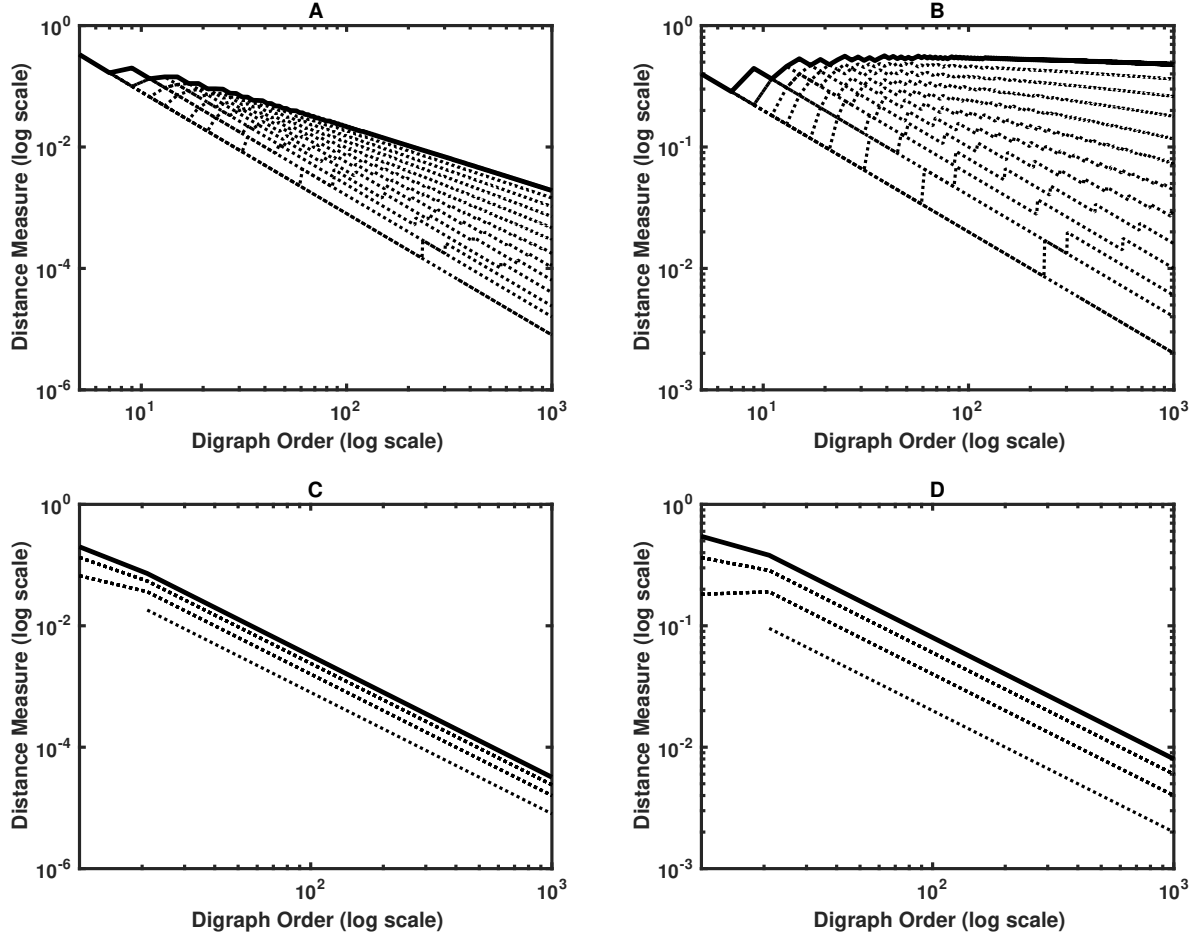 A
10^0
10^-2
10^-4
10^-6
10^1
10^2
10^3
Distance Measure (log scale)
Digraph Order (log scale)
B
10^0
10^-1
10^-2
10^-3
10^1
10^2
10^3
Distance Measure (log scale)
Digraph Order (log scale)
C
10^0
10^-2
10^-4
10^-6
10^2
10^3
Distance Measure (log scale)
Digraph Order (log scale)
D
10^0
10^-1
10^-2
10^-3
10^2
10^3
Distance Measure (log scale)
Digraph Order (log scale)